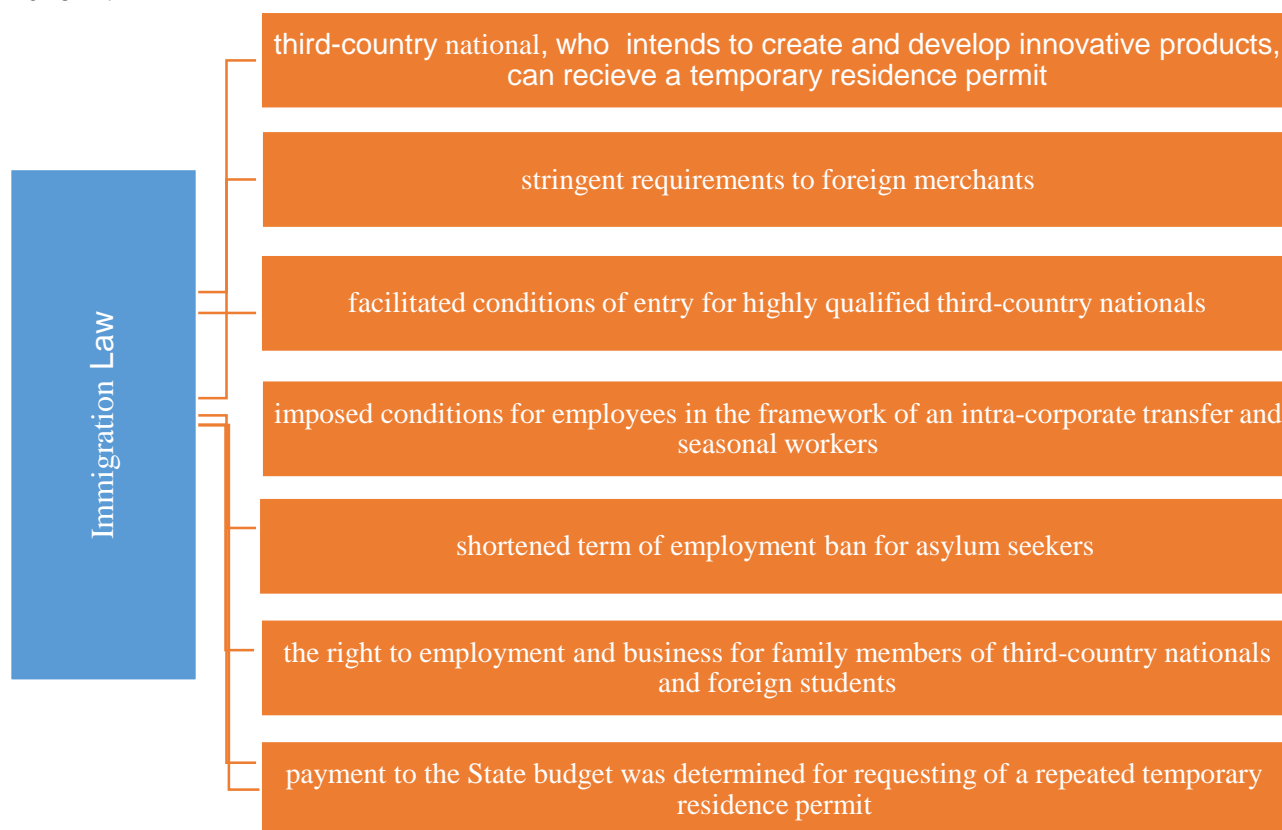 third-country national, who intends to create and develop innovative products,
can recieve a temporary residence permit
stringent requirements to foreign merchants
facilitated conditions of entry for highly qualified third-country nationals
Immigration Law
imposed conditions for employees in the framework of an intra-corporate transfer and
seasonal workers
shortened term of employment ban for asylum seekers
the right to employment and business for family members of third-country nationals
and foreign students
payment to the State budget was determined for requesting of a repeated temporary
residence permit